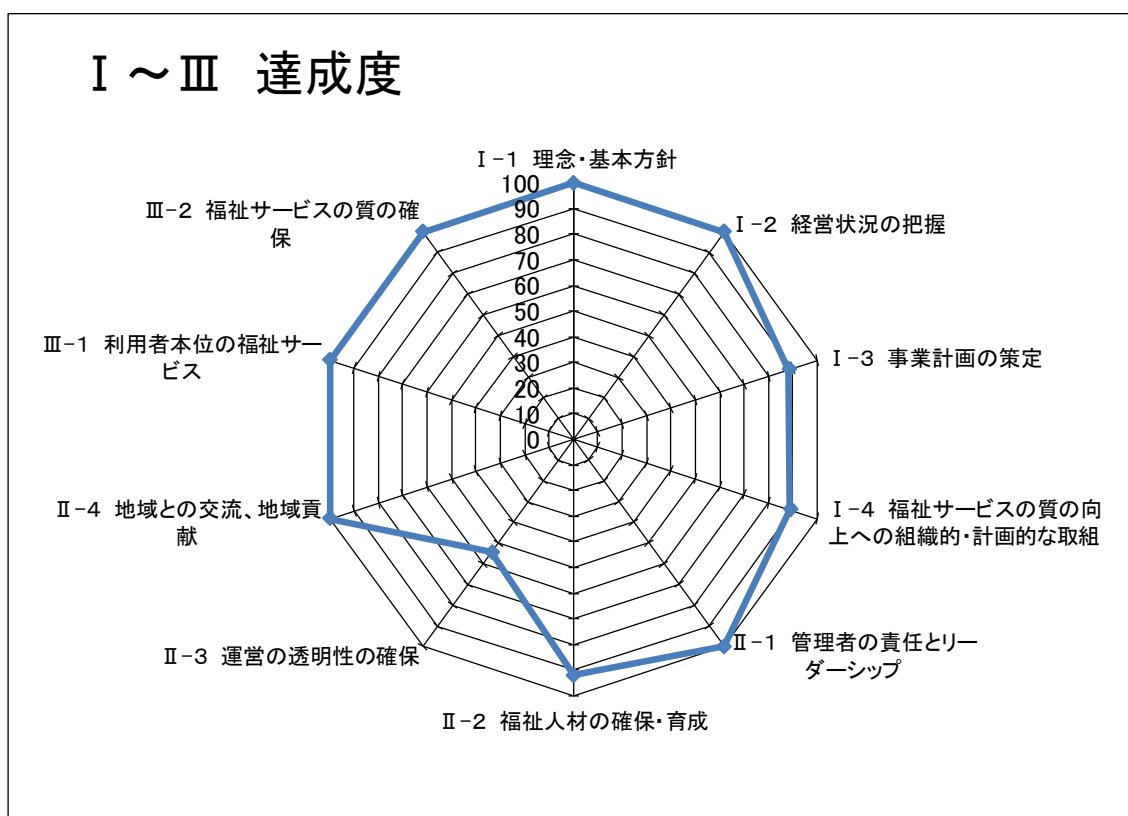 Ⅰ～Ⅲ 達成度
Ⅰ-1 理念・基本方針
100
90
80
70
60
50
40
30
20
10
0
Ⅰ-2 経営状況の把握
Ⅰ-3 事業計画の策定
Ⅰ-4 福祉サービスの質の向
上への組織的・計画的な取組
Ⅱ-1 管理者の責任とリー
ダーシップ
Ⅱ-2 福祉人材の確保・育成
Ⅱ-3 運営の透明性の確保
Ⅱ-4 地域との交流、地域貢
献
Ⅲ-1 利用者本位の福祉サー
ビス
Ⅲ-2 福祉サービスの質の確
保